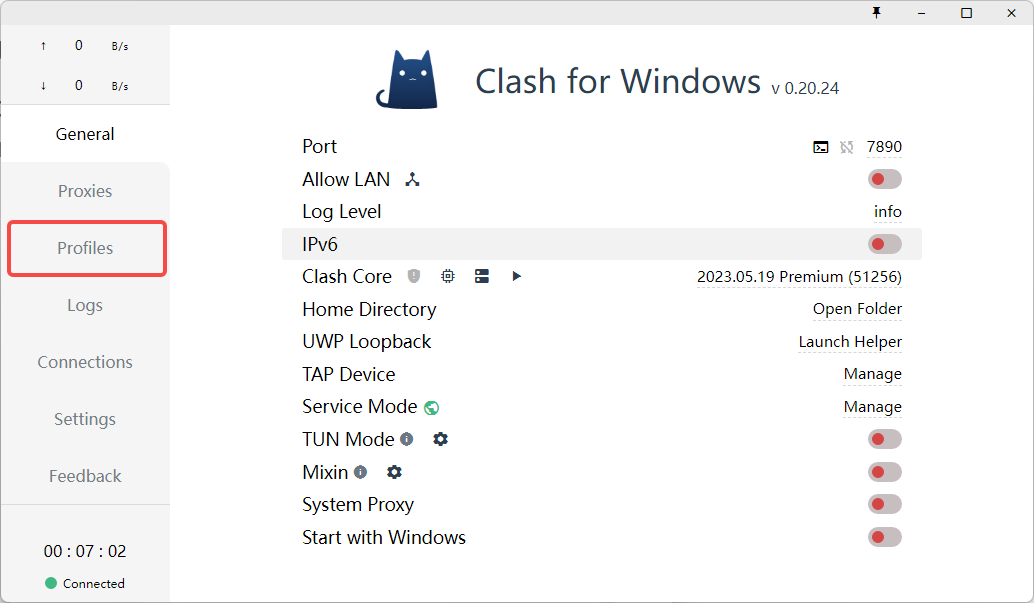 ↑ 0 B/s
↓ 0 B/s
General
Proxies
Profiles
Logs
Connections
Settings
Feedback
00 : 07 : 02
Connected
Clash for Windows v 0.20.24
Port 7890
Allow LAN
Log Level info
IPv6
Clash Core 2023.05.19 Premium (51256)
Home Directory Open Folder
UWP Loopback Launch Helper
TAP Device Manage
Service Mode Manage
TUN Mode
Mixin
System Proxy
Start with Windows